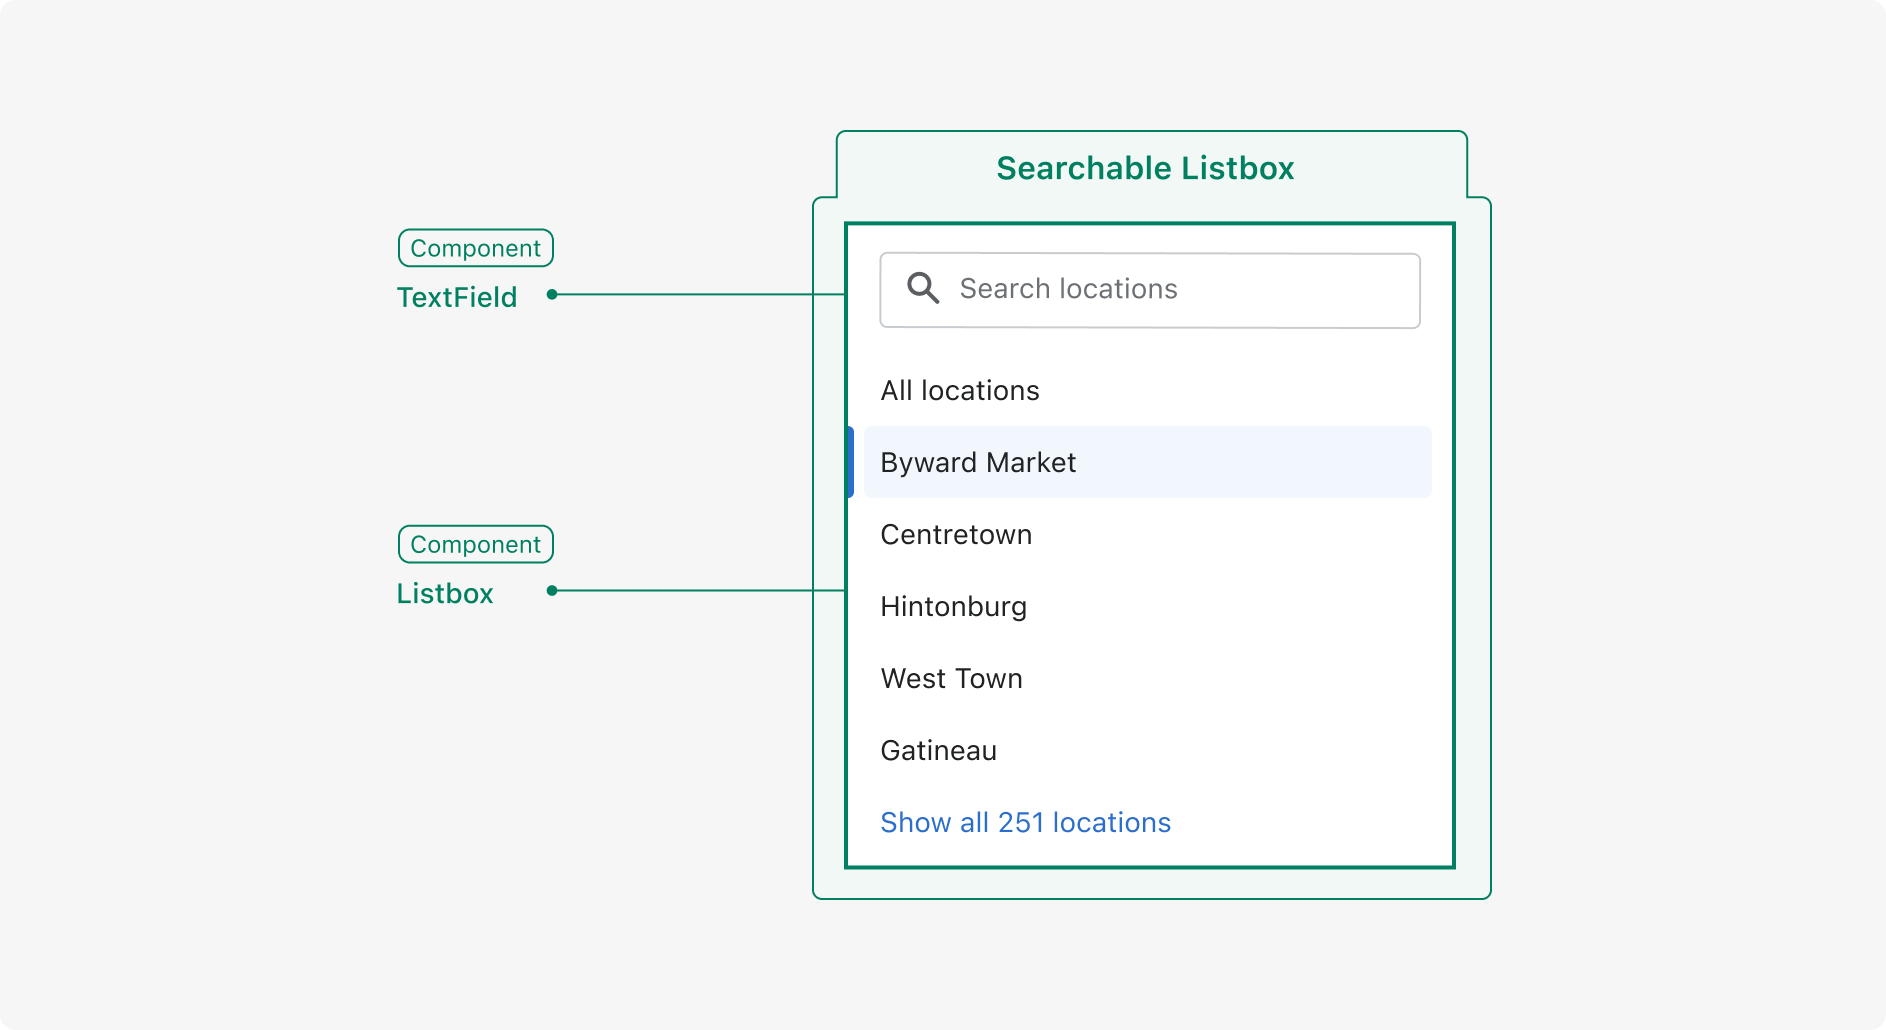 Searchable Listbox
Component
TextField
Search locations
All locations
Byward Market
Centretown
Component
Listbox
Hintonburg
West Town
Gatineau
Show all 251 locations